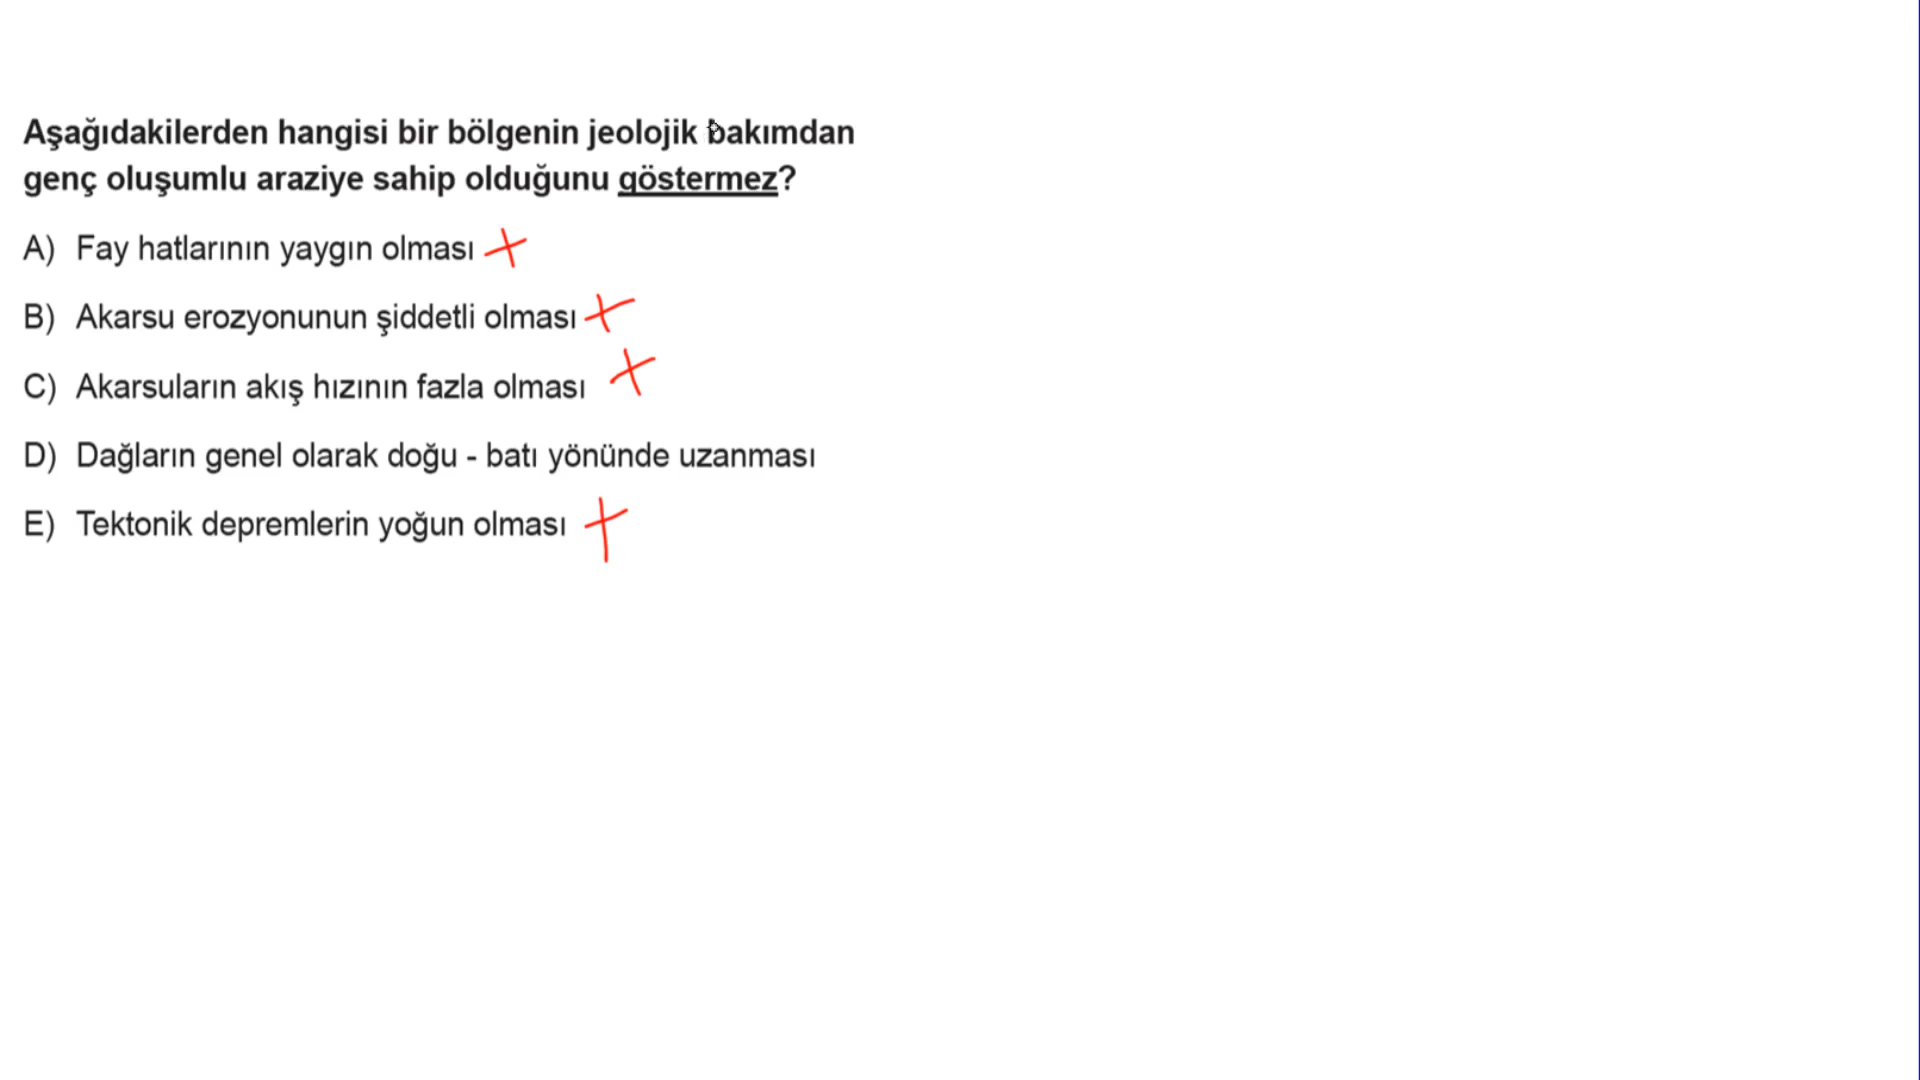 Aşağıdakilerden hangisi bir bölgenin jeolojik bakımdan
genç oluşumlu araziye sahip olduğunu göstermez?
A) Fay hatlarının yaygın olması
B) Akarsu erozyonunun şiddetli olması
C) Akarsuların akış hızının fazla olması
D) Dağların genel olarak doğu - batı yönünde uzanması
E) Tektonik depremlerin yoğun olması